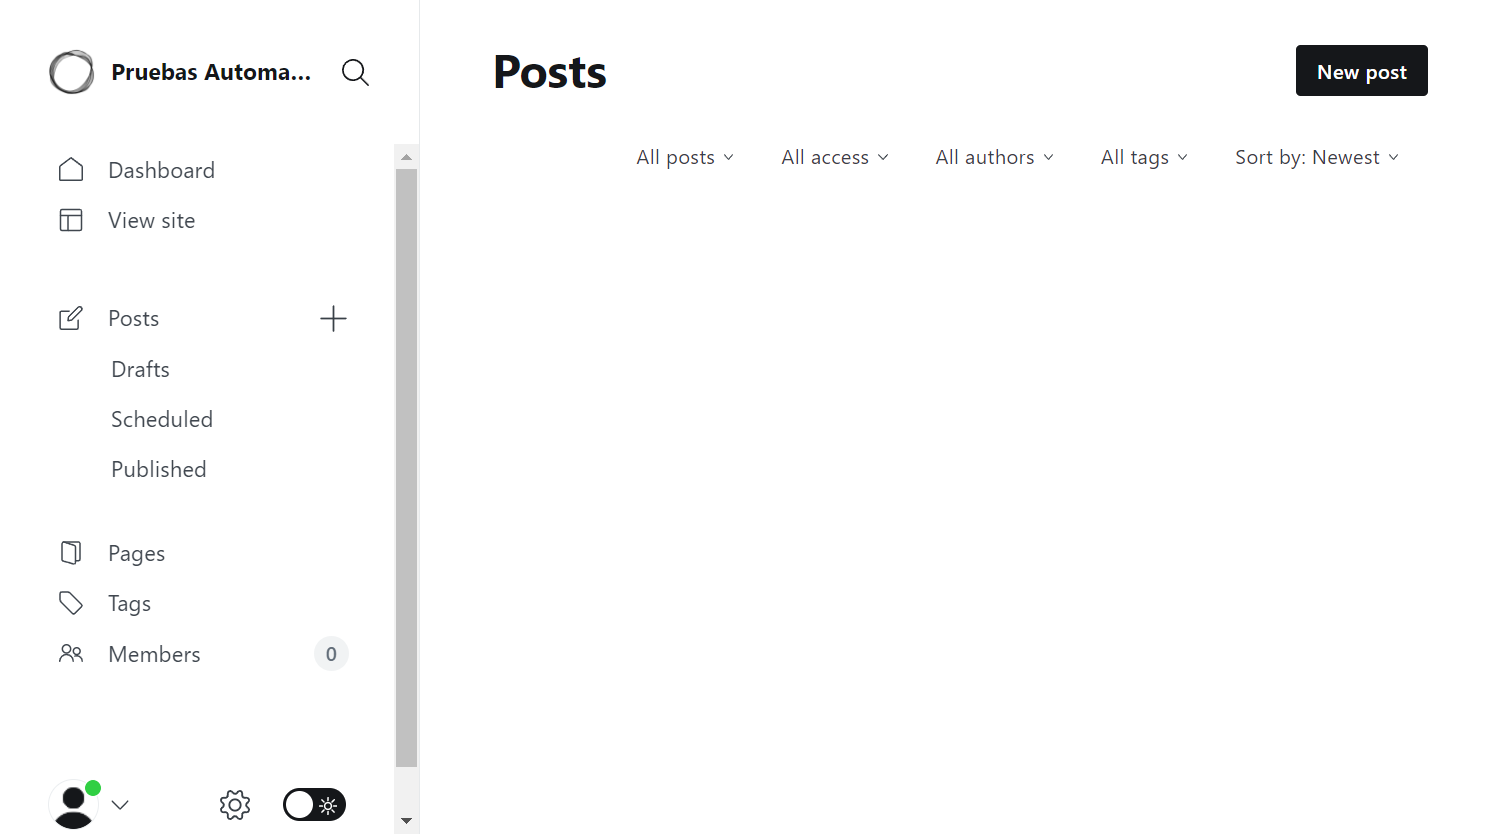 Pruebas Automa...
Dashboard
View site
Posts
Drafts
Scheduled
Published
Pages
Tags
Members 0
Posts
New post
All posts All access All authors All tags Sort by: Newest